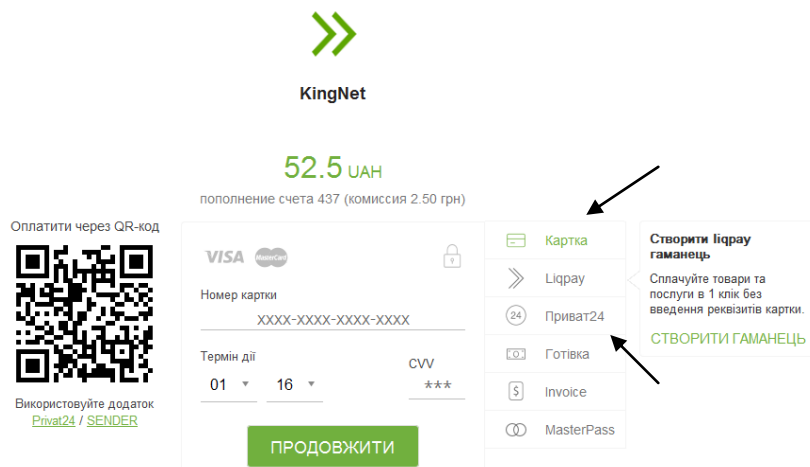 KingNet
52.5 UAH
пополнение счета 437 (комиссия 2.50 грн)
Оплатити через QR-код
Використовуйте додаток
Privat24 / SENDER
VISA MasterCard
Номер картки
XXXX-XXXX-XXXX-XXXX
Термін дії
CVV
01 16 ***
ПРОДОВЖИТИ
Картка
Liqpay
24 Приват24
Готівка
$ Invoice
MasterPass
Створити liqpay
гаманець
Сплачуйте товари та
послуги в 1 клік без
введення реквізитів картки.
СТВОРИТИ ГАМАНЕЦЬ